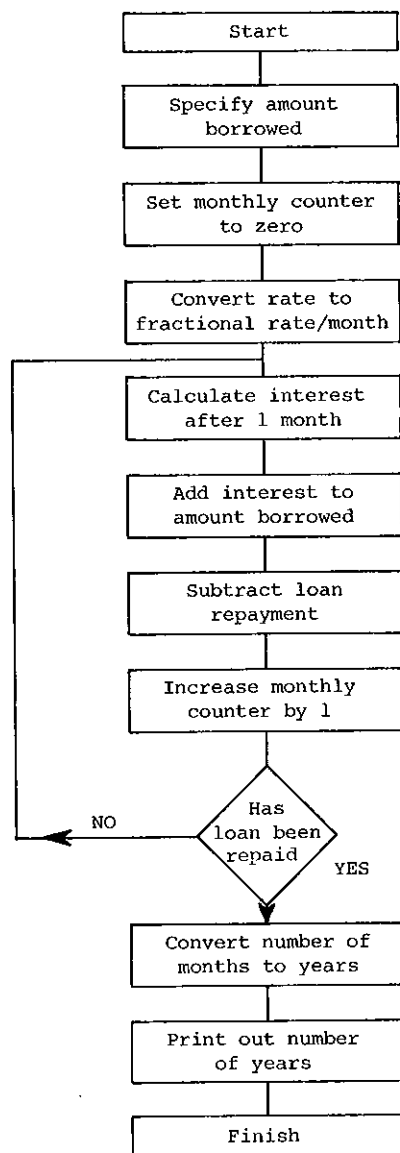 Start
Specify amount
borrowed
Set monthly counter
to zero
Convert rate to
fractional rate/month
Calculate interest
after 1 month
Add interest to
amount borrowed
Subtract loan
repayment
Increase monthly
counter by 1
Has
loan been
repaid
NO
YES
Convert number of
months to years
Print out number
of years
Finish